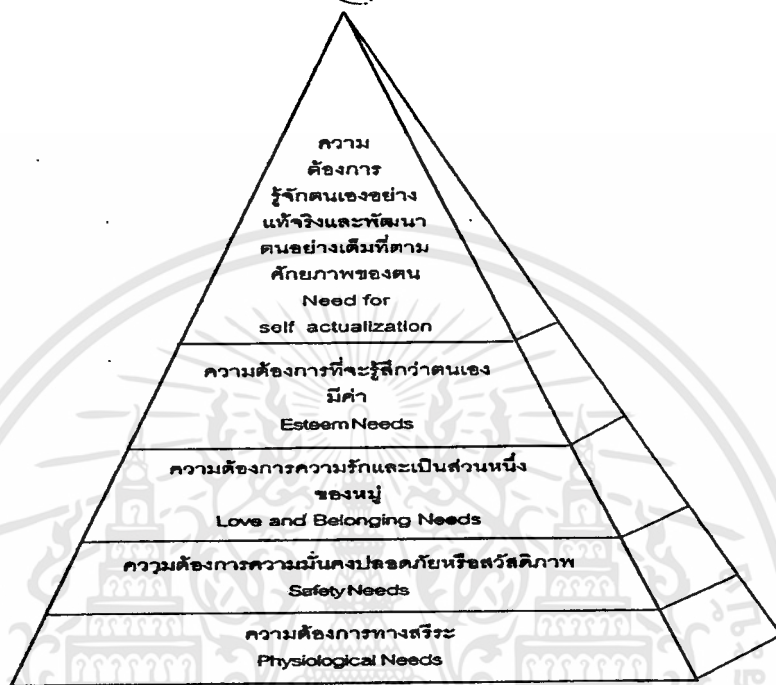 ความ
ต้องการ
รู้จักตนเองอย่าง
แท้จริงและพัฒนา
ตนอย่างเต็มที่ตาม
ศักยภาพของตน
Need for
self actualization
ความต้องการที่จะรู้สึกว่าตนเอง
มีค่า
Esteem Needs
ความต้องการความรักและเป็นส่วนหนึ่ง
ของหมู่
Love and Belonging Needs
ความต้องการความมั่นคงปลอดภัยหรือสวัสดิภาพ
Safety Needs
ความต้องการทางสรีระ
Physiological Needs